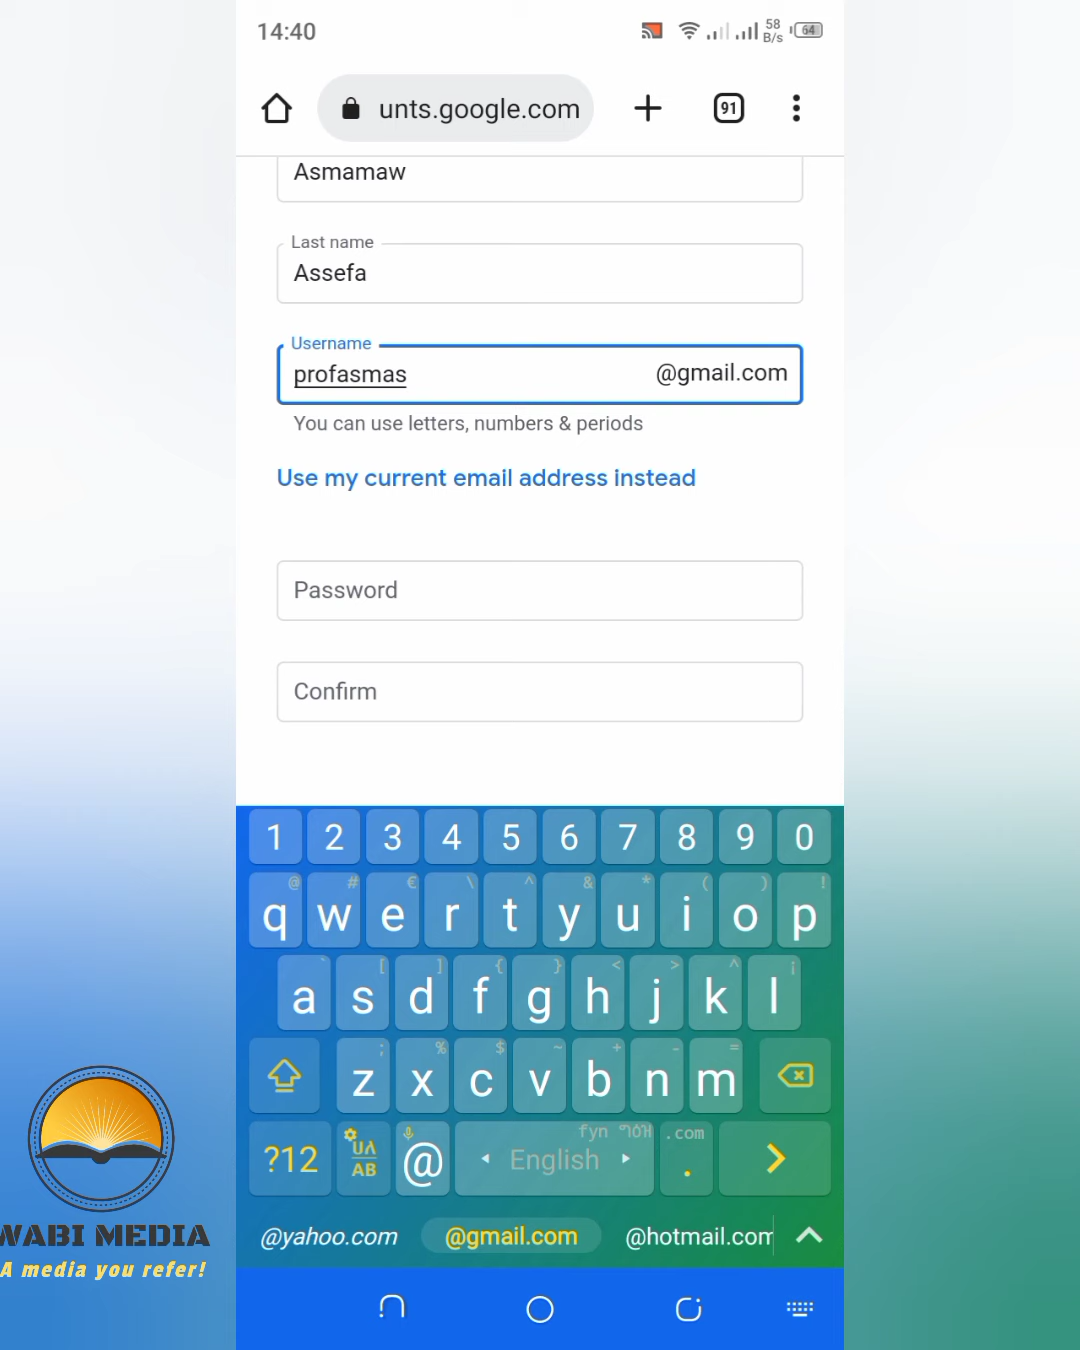 14:40
58
B/s
64
unts.google.com
91
Asmamaw
Last name
Assefa
Username
profasmas
@gmail.com
You can use letters, numbers & periods
Use my current email address instead
Password
Confirm
1 2 3 4 5 6 7 8 9 0
@ # € \ ^ & * ( ) !
q w e r t y u i o p
` [ ] { } < > ^ ¡
a s d f g h j k l
; % $ ~ + - =
z x c v b n m
?12
AB
@
English
.com
.
@yahoo.com @gmail.com @hotmail.com
WABI MEDIA
A media you refer!